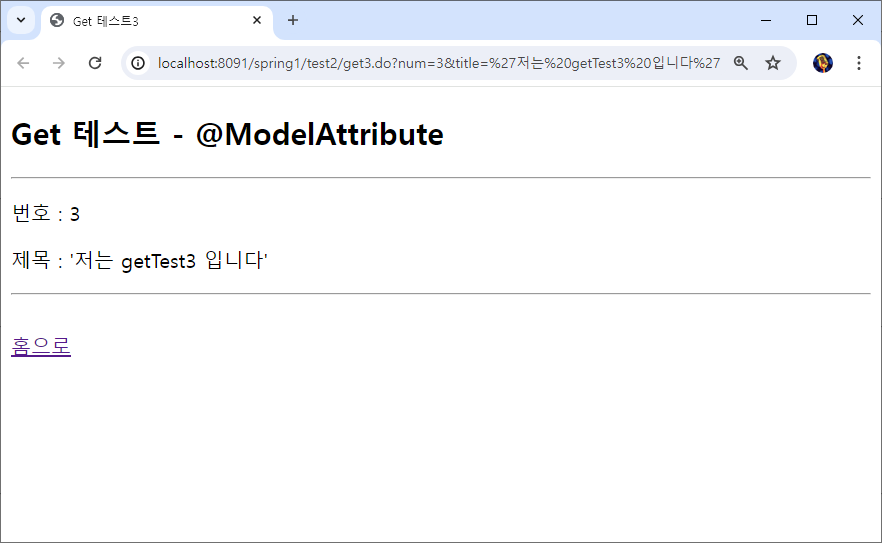 Get 테스트3
localhost:8091/spring1/test2/get3.do?num=3&title=%27저는%20getTest3%20입니다%27
Get 테스트 - @ModelAttribute
번호 : 3
제목 : '저는 getTest3 입니다'
홈으로